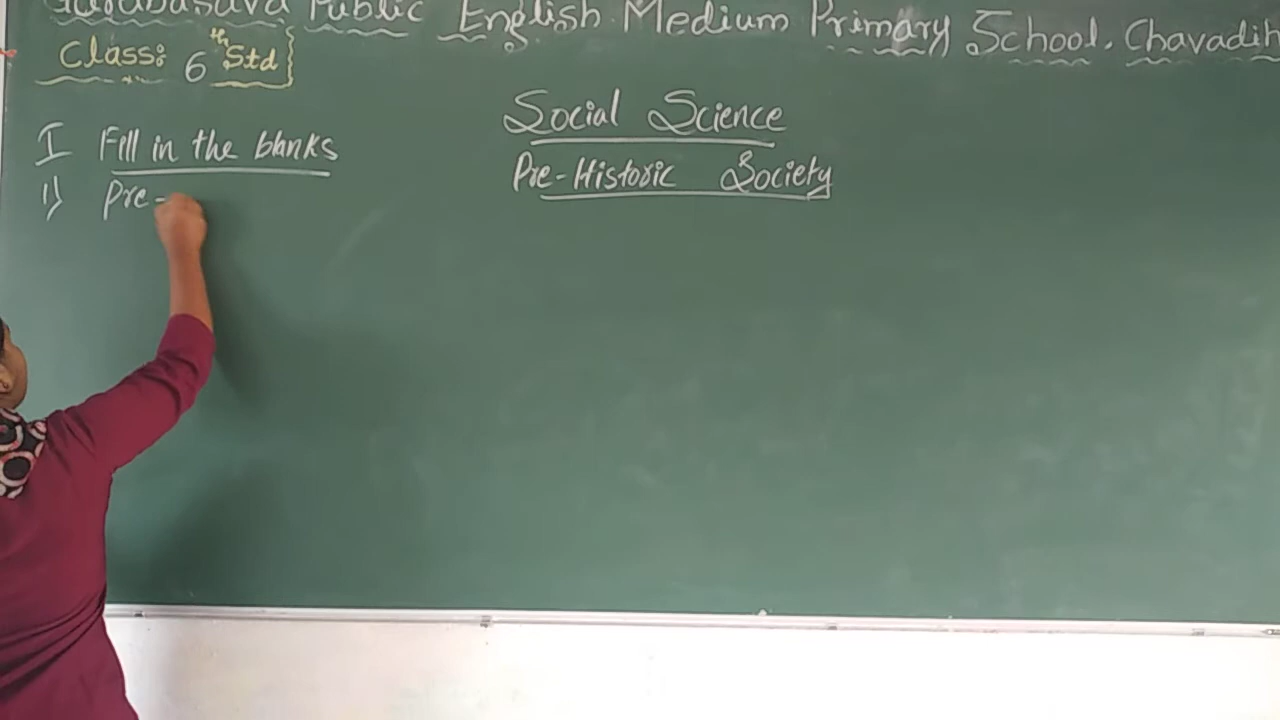 Public English Medium Primary School. Chavadih
Class: 6th Std
Social Science
Pre-Historic Society
I Fill in the blanks
1) Pre-